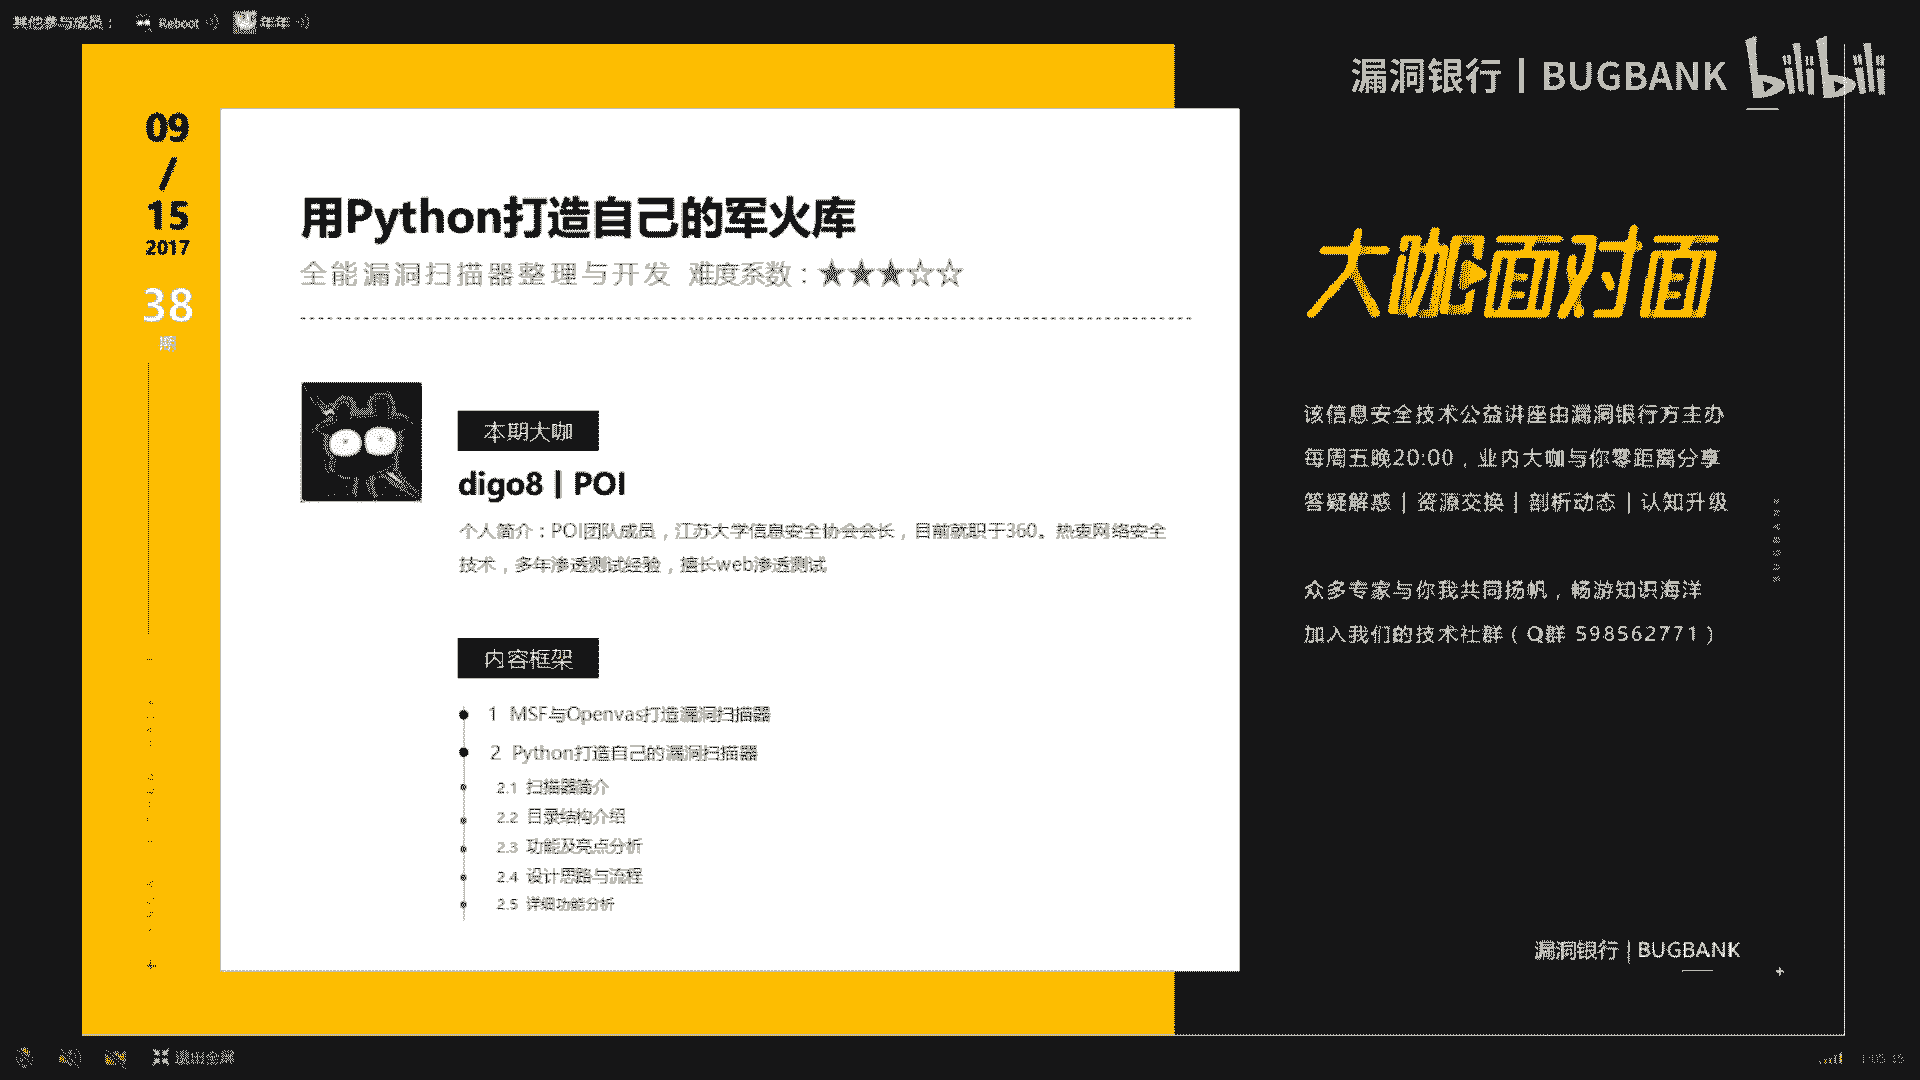 其他参与成员： Reboot 年年
漏洞银行 | BUGBANK bilibili
09
/
15
2017
38
期
用Python打造自己的军火库
全能漏洞扫描器整理与开发 难度系数：★★★☆☆
本期大咖
digo8 | POI
个人简介：POI团队成员，江苏大学信息安全协会会长，目前就职于360。热衷网络安全
技术，多年渗透测试经验，擅长web渗透测试
内容框架
1 MSF与Openvas打造漏洞扫描器
2 Python打造自己的漏洞扫描器
2.1 扫描器简介
2.2 目录结构介绍
2.3 功能及亮点分析
2.4 设计思路与流程
2.5 详细功能分析
大咖面对面
该信息安全技术公益讲座由漏洞银行方主办
每周五晚20:00，业内大咖与你零距离分享
答疑解惑 | 资源交换 | 剖析动态 | 认知升级
众多专家与你我共同扬帆，畅游知识海洋
加入我们的技术社群（Q群 598562771）
漏洞银行 | BUGBANK
退出全屏